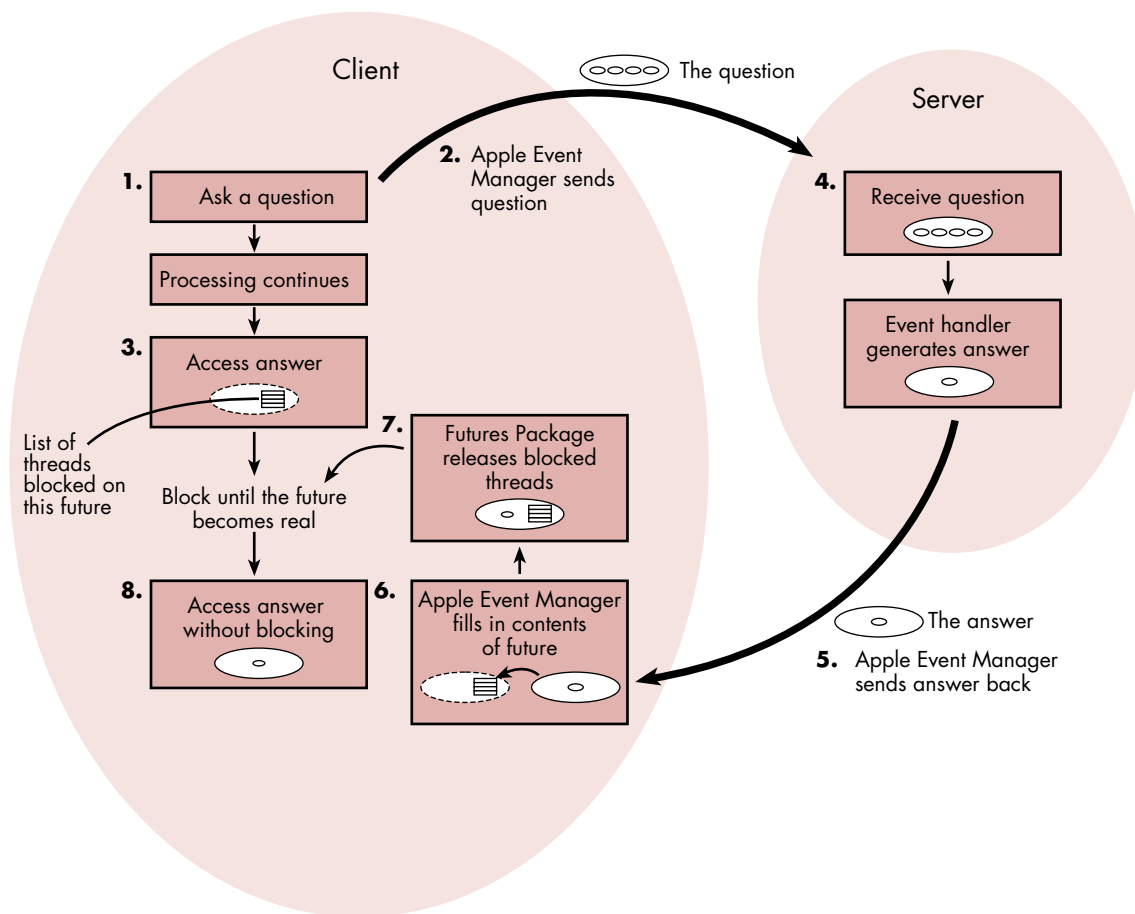 Client
The question
Server
1.
Ask a question
2. Apple Event
Manager sends
question
Processing continues
3.
Access answer
List of
threads
blocked on
this future
Block until the future
becomes real
4.
Receive question
Event handler
generates answer
The answer
5. Apple Event Manager
sends answer back
6.
Apple Event Manager
fills in contents
of future
7.
Futures Package
releases blocked
threads
8.
Access answer
without blocking